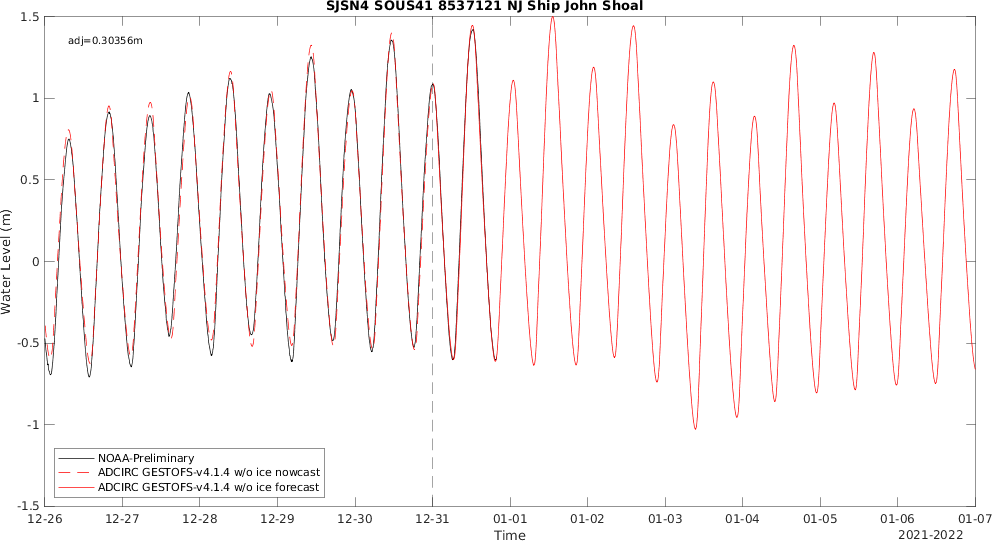 SJSN4 SOUS41 8537121 NJ Ship John Shoal
adj=0.30356m
1.5
1
0.5
0
-0.5
-1
-1.5
Water Level (m)
NOAA-Preliminary
ADCIRC GESTOFS-v4.1.4 w/o ice nowcast
ADCIRC GESTOFS-v4.1.4 w/o ice forecast
12-26 12-27 12-28 12-29 12-30 12-31 01-01 01-02 01-03 01-04 01-05 01-06 01-07
Time
2021-2022